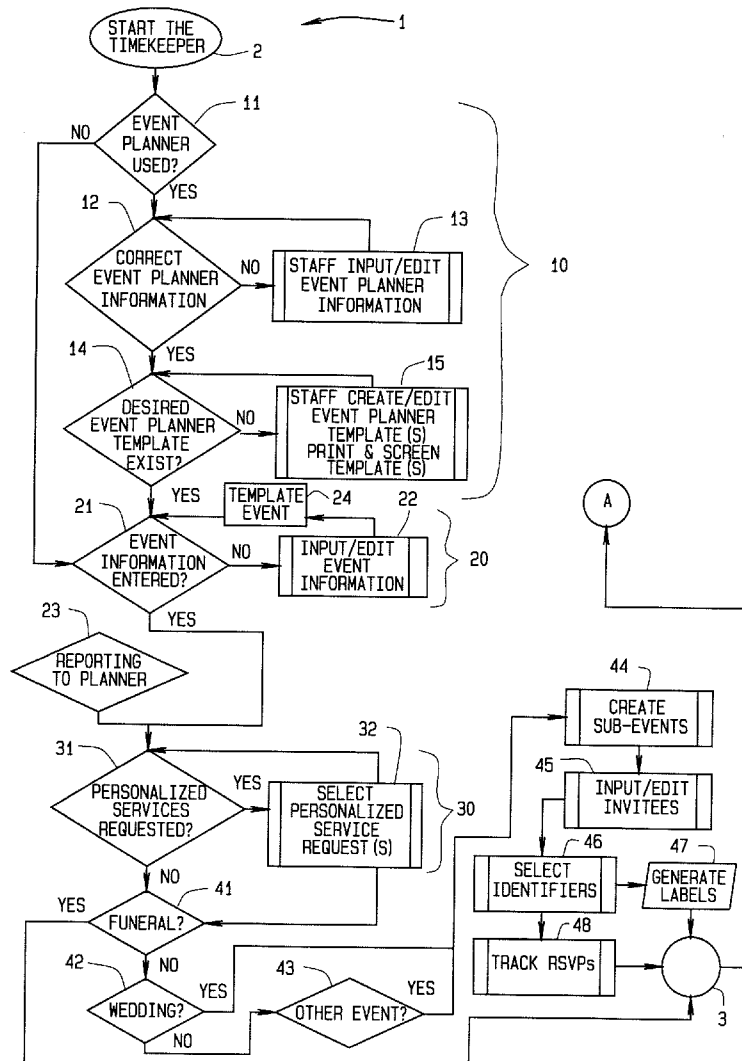 START THE
TIMEKEEPER
2
1
11
NO
EVENT
PLANNER
USED?
YES
12
13
CORRECT
EVENT PLANNER
INFORMATION
NO
STAFF INPUT/EDIT
EVENT PLANNER
INFORMATION
10
YES
14
15
DESIRED
EVENT PLANNER
TEMPLATE
EXIST?
NO
STAFF CREATE/EDIT
EVENT PLANNER
TEMPLATE(S)
PRINT & SCREEN
TEMPLATE(S)
YES
21
TEMPLATE
EVENT
24
22
A
EVENT
INFORMATION
ENTERED?
NO
INPUT/EDIT
EVENT
INFORMATION
20
YES
23
REPORTING
TO PLANNER
44
CREATE
SUB-EVENTS
31
32
PERSONALIZED
SERVICES
REQUESTED?
YES
SELECT
PERSONALIZED
SERVICE
REQUEST(S)
30
45
INPUT/EDIT
INVITEES
46
SELECT
IDENTIFIERS
47
GENERATE
LABELS
NO
YES
FUNERAL?
41
48
TRACK RSVPs
3
NO
42
WEDDING?
YES
43
OTHER EVENT?
YES
NO